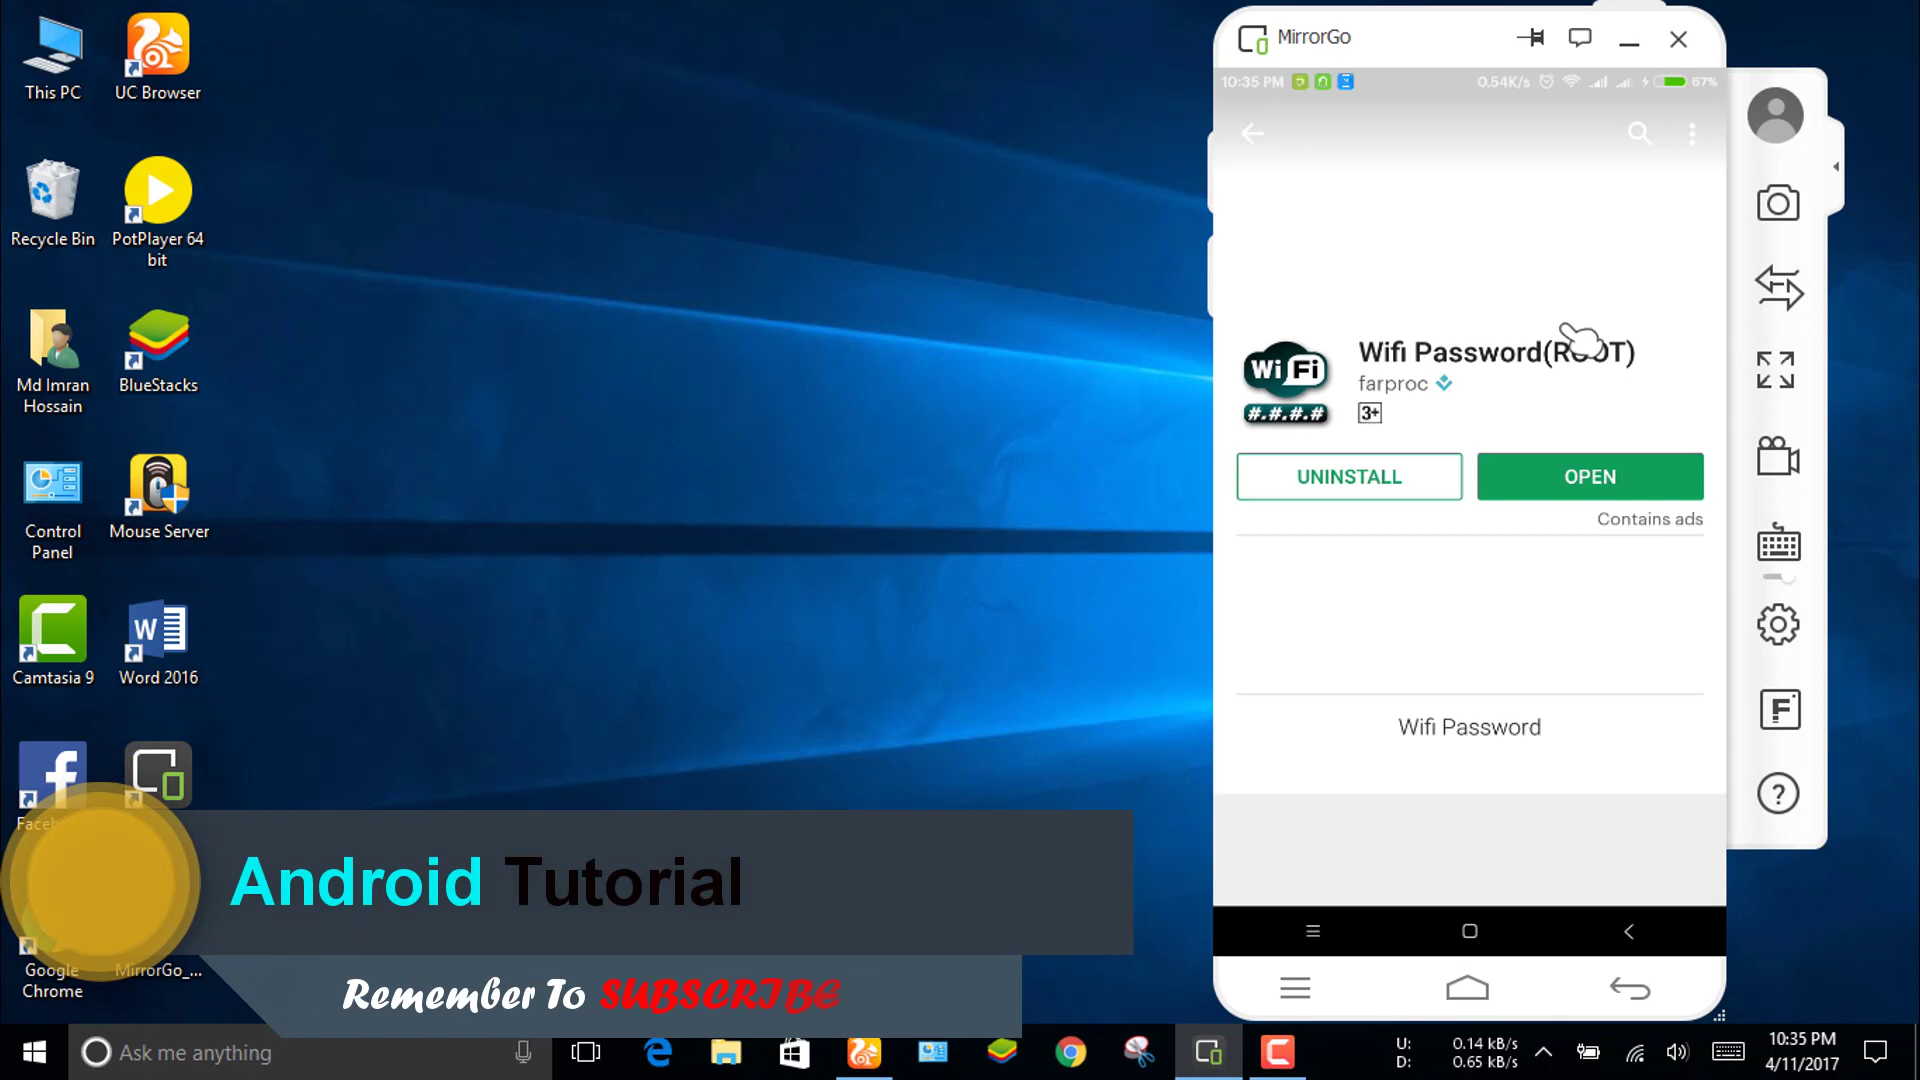 This PC
UC Browser
Recycle Bin
PotPlayer 64
bit
Md Imran
Hossain
BlueStacks
Control
Panel
Mouse Server
Camtasia 9
W
Word 2016
Google
Chrome
MirrorGo_...
Android Tutorial
Remember To SUBSCRIBE
MirrorGo
10:35 PM
0.54K/s
67%
WiFi
#.#.#.#
Wifi Password(ROOT)
farproc
3+
UNINSTALL
OPEN
Contains ads
Wifi Password
F
?
Ask me anything
U: 0.14 kB/s
D: 0.65 kB/s
10:35 PM
4/11/2017